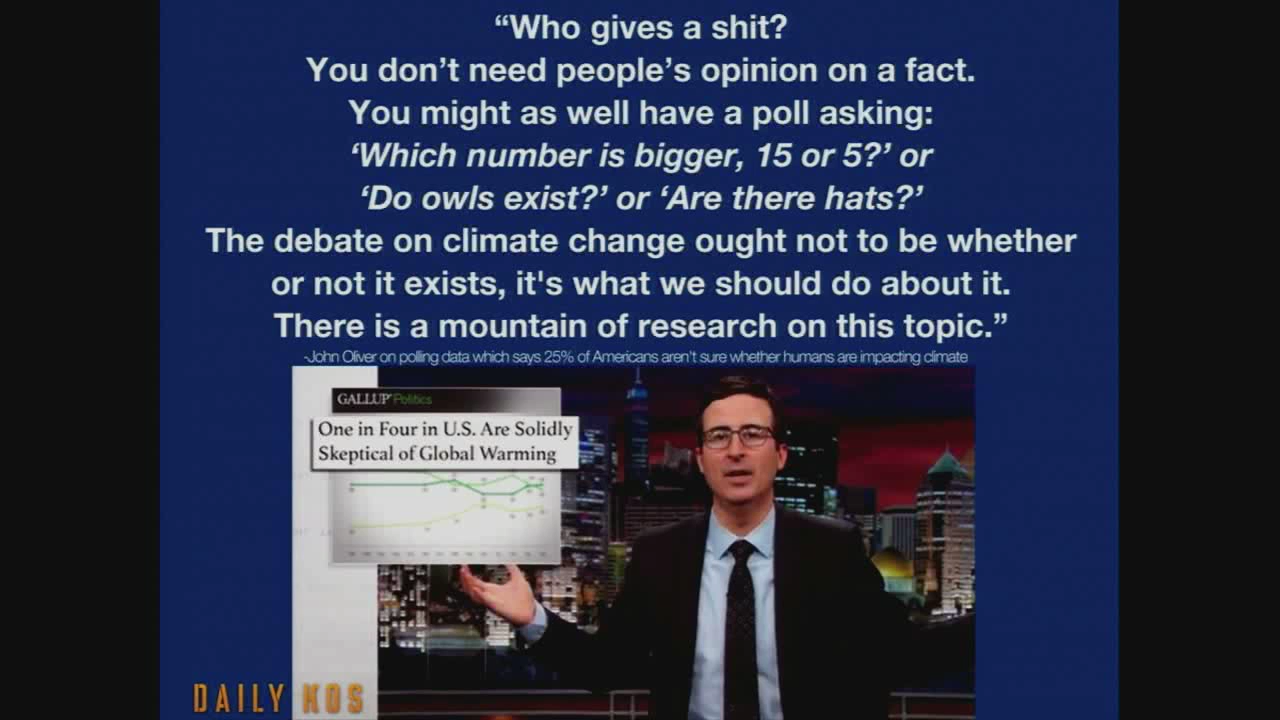 “Who gives a shit?
You don’t need people’s opinion on a fact.
You might as well have a poll asking:
‘Which number is bigger, 15 or 5?’ or
‘Do owls exist?’ or ‘Are there hats?’
The debate on climate change ought not to be whether
or not it exists, it's what we should do about it.
There is a mountain of research on this topic.”
-John Oliver on polling data which says 25% of Americans aren't sure whether humans are impacting climate
GALLUP Politics
One in Four in U.S. Are Solidly
Skeptical of Global Warming
DAILY KOS